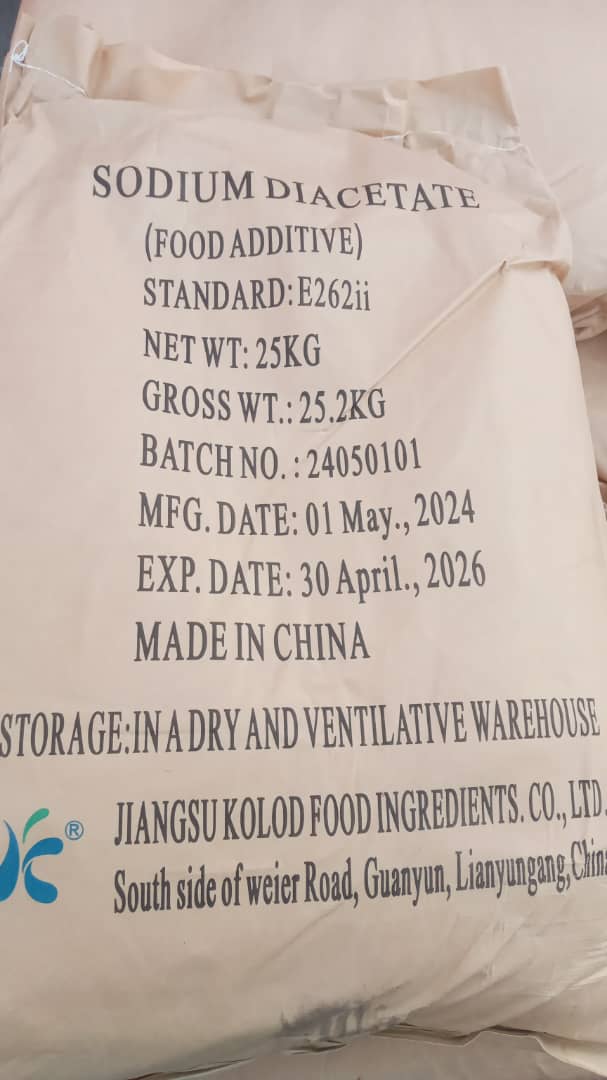 SODIUM DIACETATE
(FOOD ADDITIVE)
STANDARD: E262ii
NET WT: 25KG
GROSS WT.: 25.2KG
BATCH NO. : 24050101
MFG. DATE: 01 May., 2024
EXP. DATE: 30 April., 2026
MADE IN CHINA
STORAGE: IN A DRY AND VENTILATIVE WAREHOUSE
®
JIANGSU KOLOD FOOD INGREDIENTS. CO., LTD.
South side of weier Road, Guanyun, Lianyungang, China